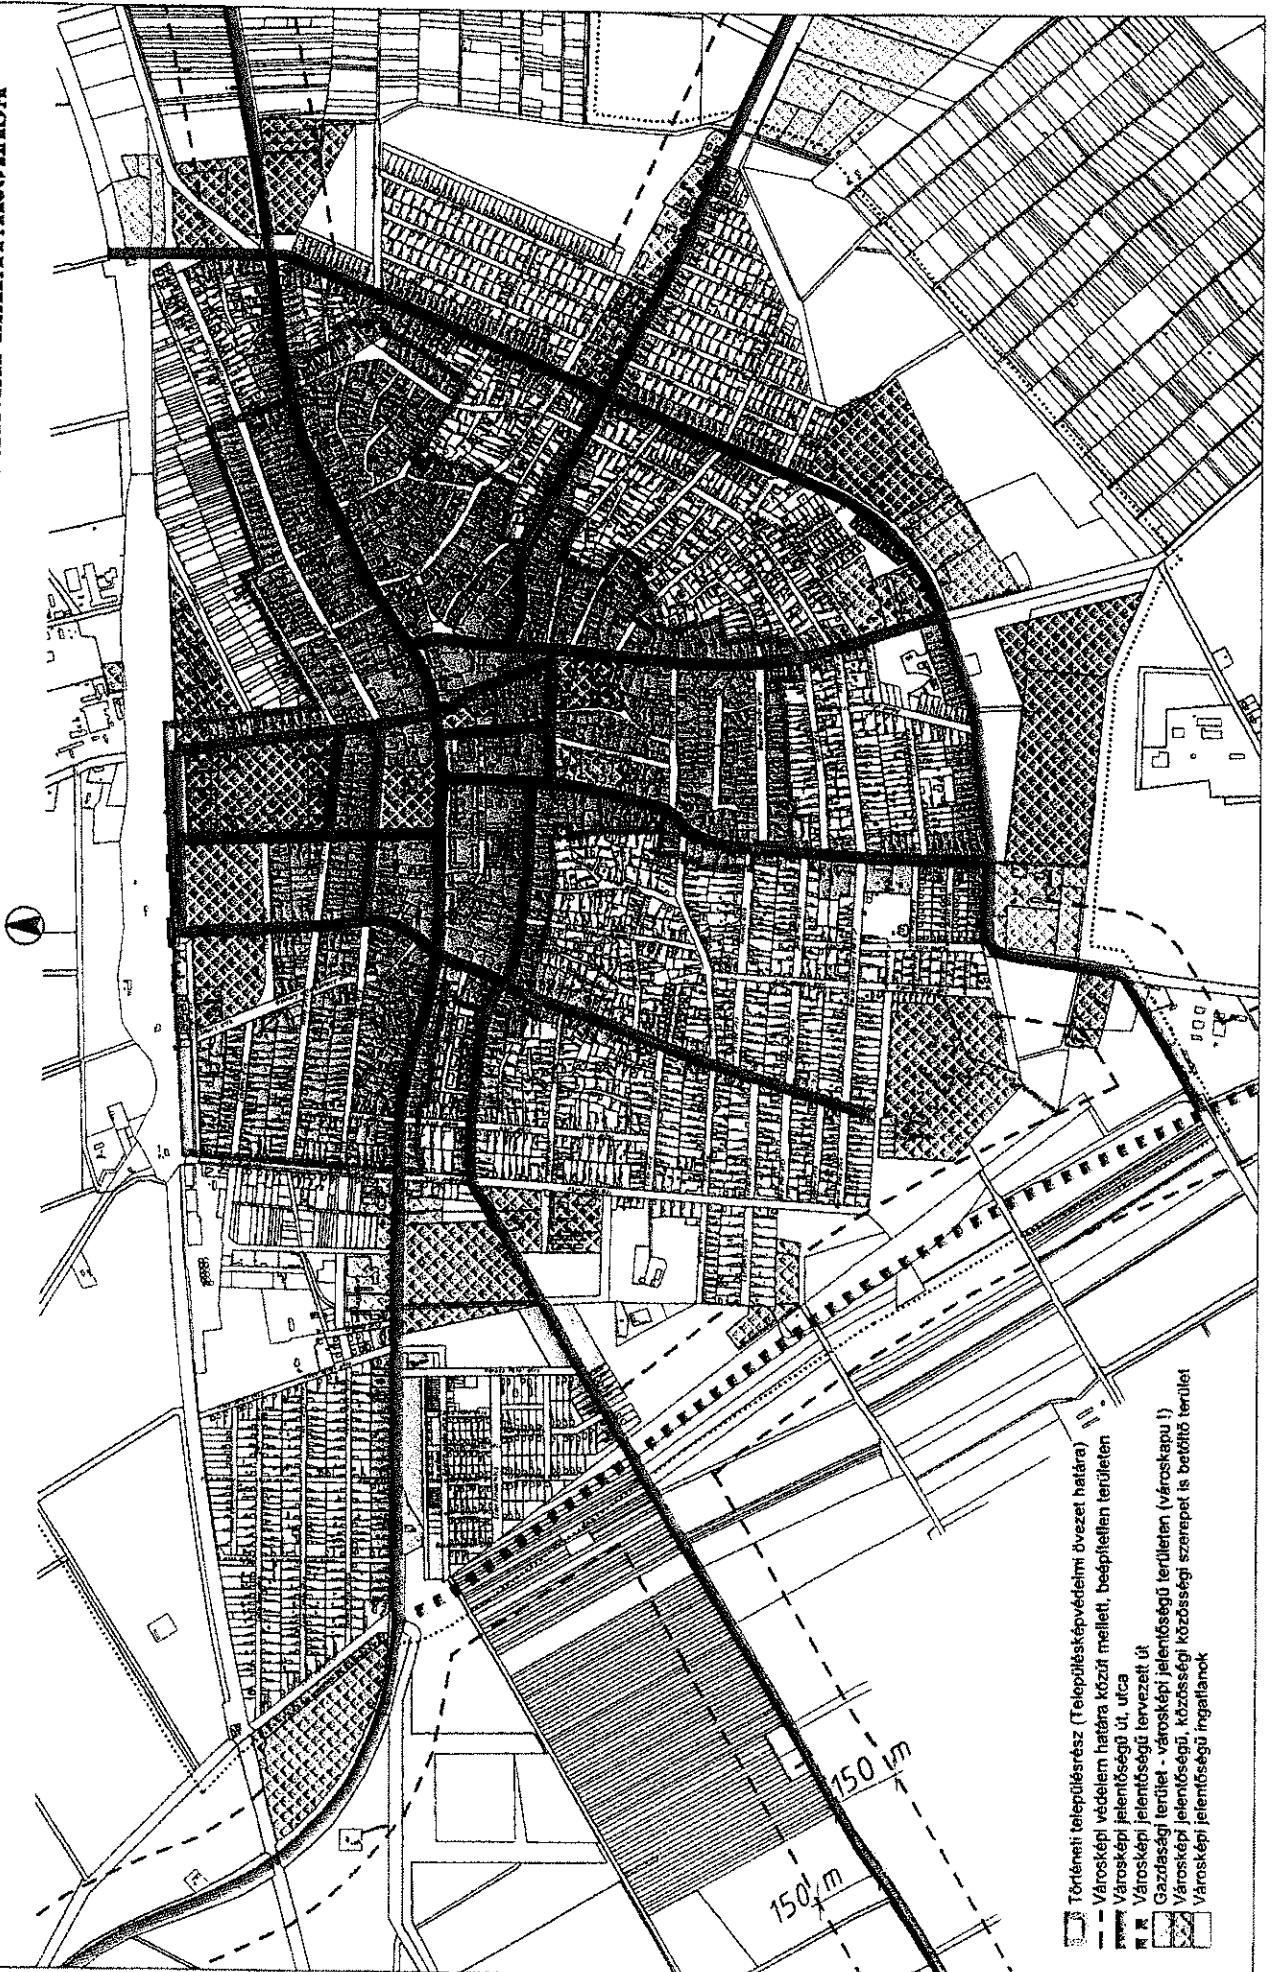 150 m
150 m
Történeti településrész (Településképvédelmi övezet határa)
Városképi védelem határa közút mellett, beépítetlen területen
Városképi jelentőségű út, utca
Városképi jelentőségű tervezett út
Gazdasági terület - városképi jelentőségű területen (városkapu !)
Városképi jelentőségű, közösségi közösségi szerepet is betöltő terület
Városképi jelentőségű ingatlanok